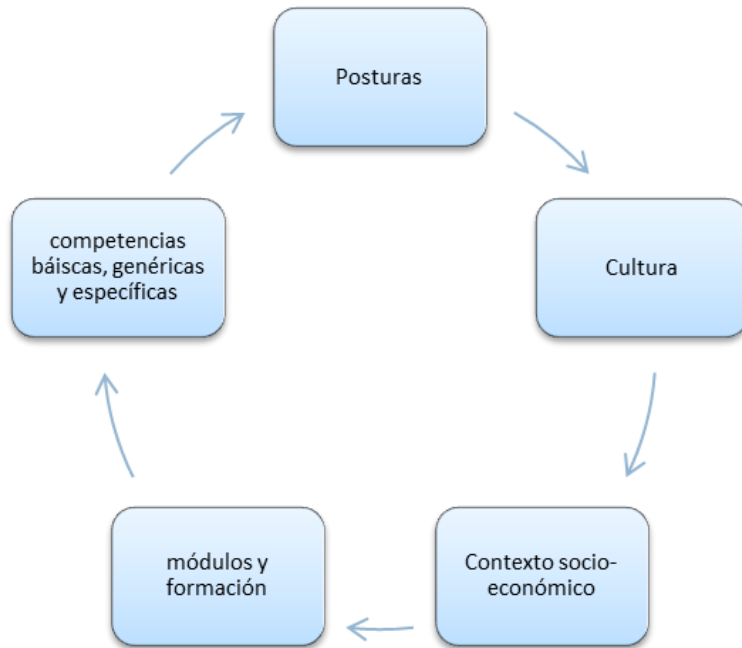 Posturas
Cultura
Contexto socio-
económico
módulos y
formación
competencias
báiscas, genéricas
y específicas